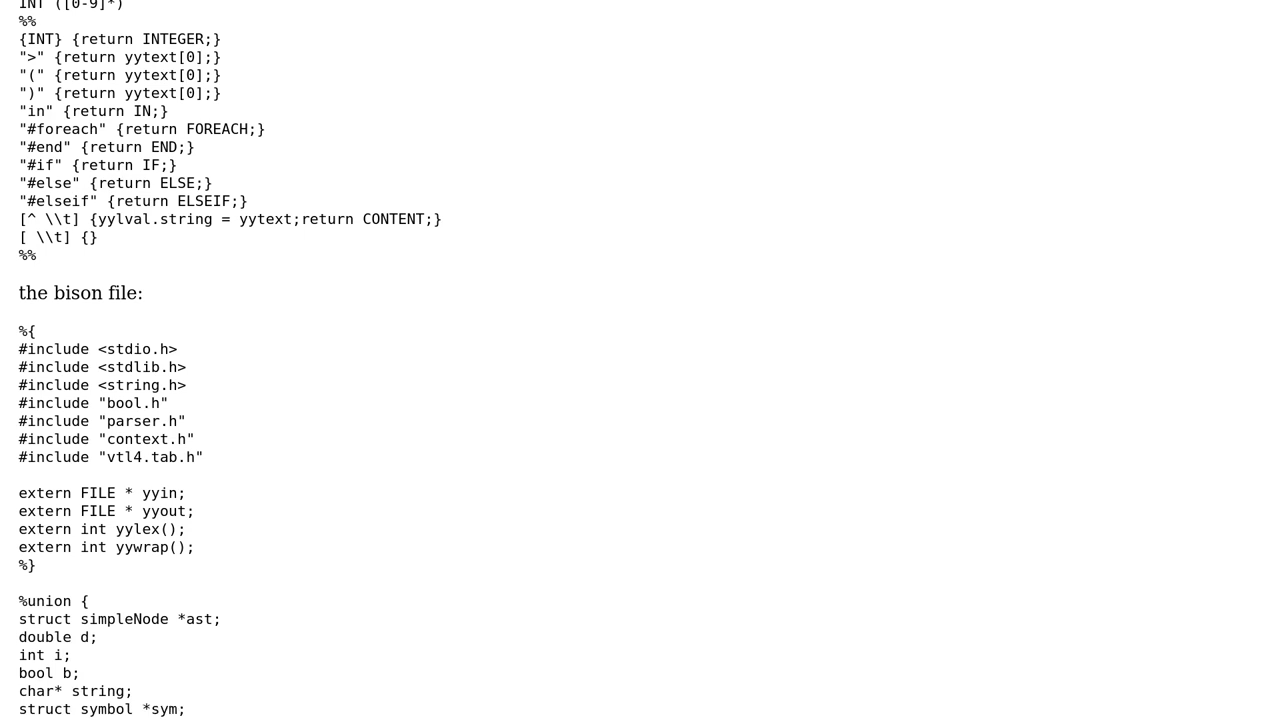 INT ([0-9]*)
%%
{INT} {return INTEGER;}
">" {return yytext[0];}
"(" {return yytext[0];}
")" {return yytext[0];}
"in" {return IN;}
"#foreach" {return FOREACH;}
"#end" {return END;}
"#if" {return IF;}
"#else" {return ELSE;}
"#elseif" {return ELSEIF;}
[^ \\t] {yylval.string = yytext;return CONTENT;}
[ \\t] {}
%%
the bison file:
%{
#include <stdio.h>
#include <stdlib.h>
#include <string.h>
#include "bool.h"
#include "parser.h"
#include "context.h"
#include "vtl4.tab.h"
extern FILE * yyin;
extern FILE * yyout;
extern int yylex();
extern int yywrap();
%}
%union {
struct simpleNode *ast;
double d;
int i;
bool b;
char* string;
struct symbol *sym;